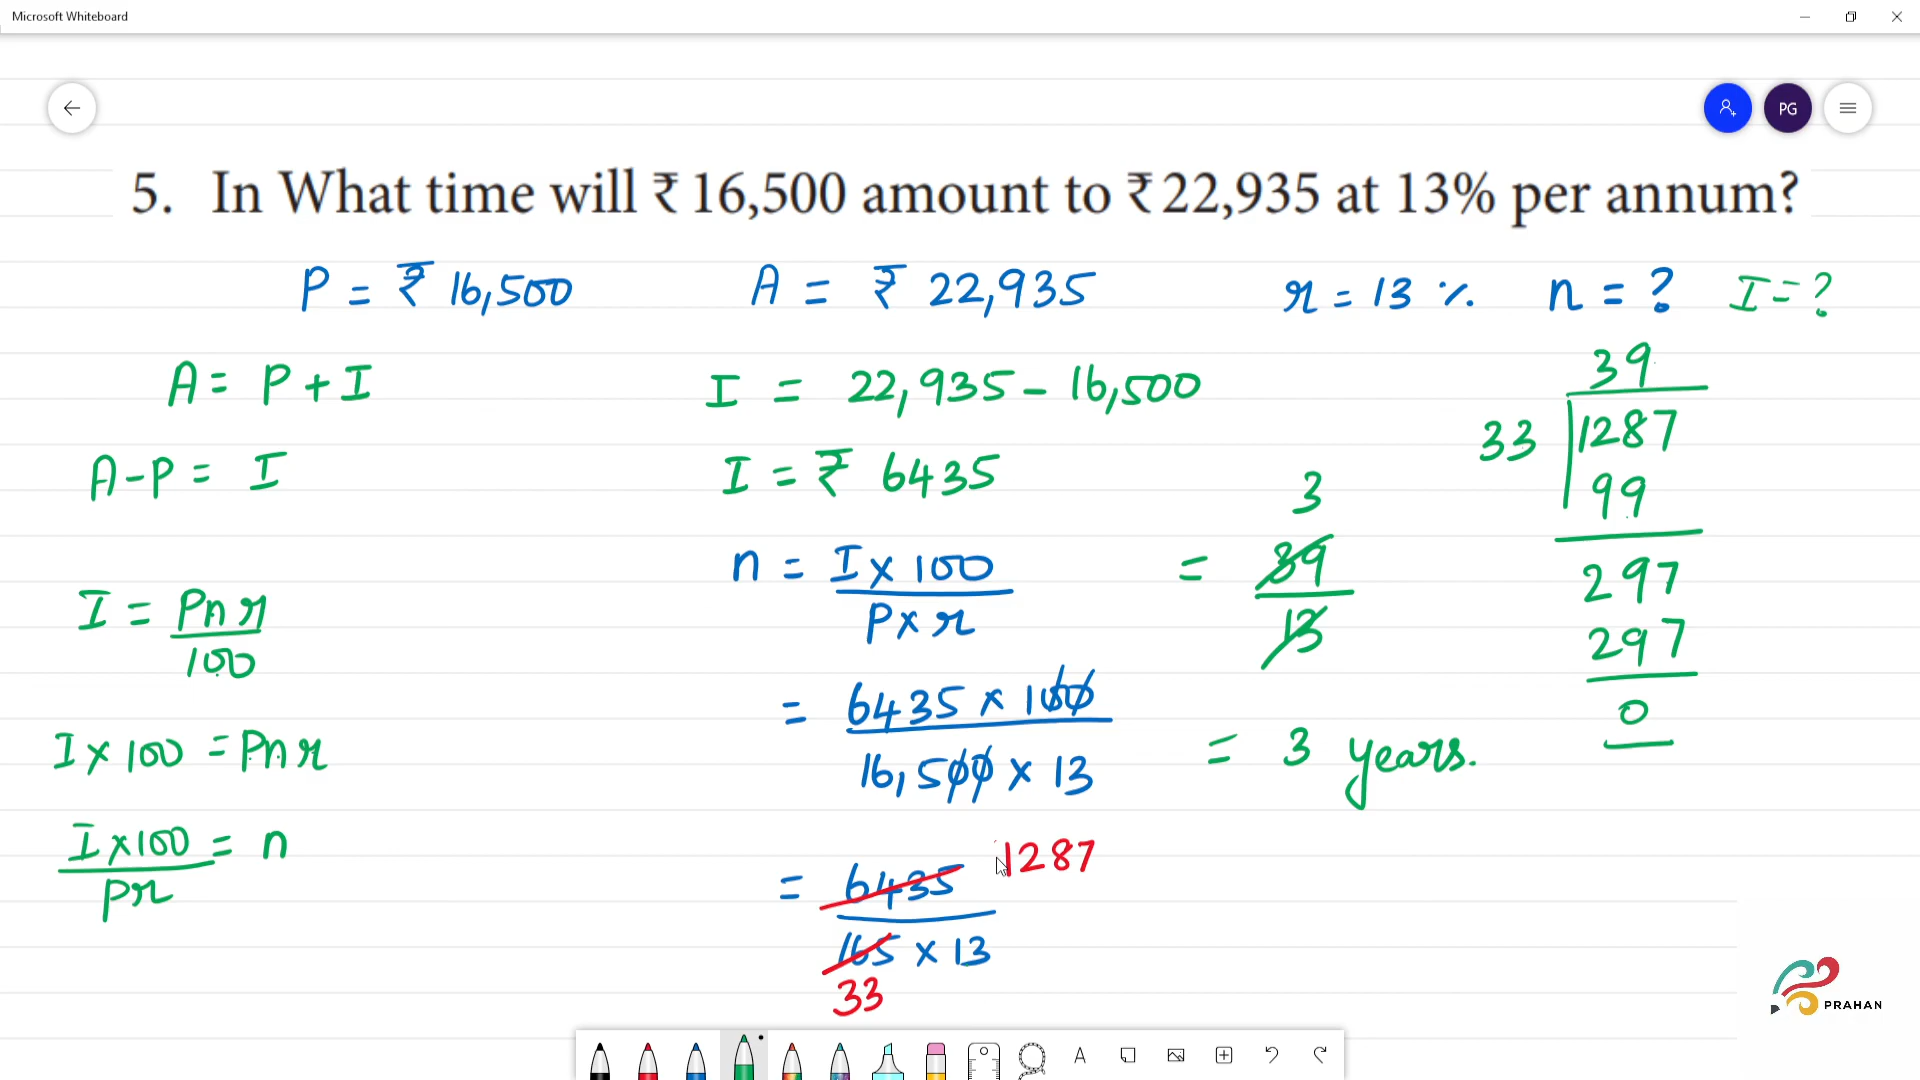 Microsoft Whiteboard
PG
5. In What time will ₹ 16,500 amount to ₹ 22,935 at 13% per annum?
P = ₹ 16,500 A = ₹ 22,935 r = 13 % n = ? I = ?
A = P + I
A - P = I
I = Pnr
100
I × 100 = Pnr
I × 100 = n
Pr
I = 22,935 - 16,500
I = ₹ 6435
n = I × 100
P × r
= 6435 × 100
16,500 × 13
= 6435 1287
165 × 13
33
3
= 39
13
= 3 years.
39
33 1287
99
297
297
0
PRAHAN
A